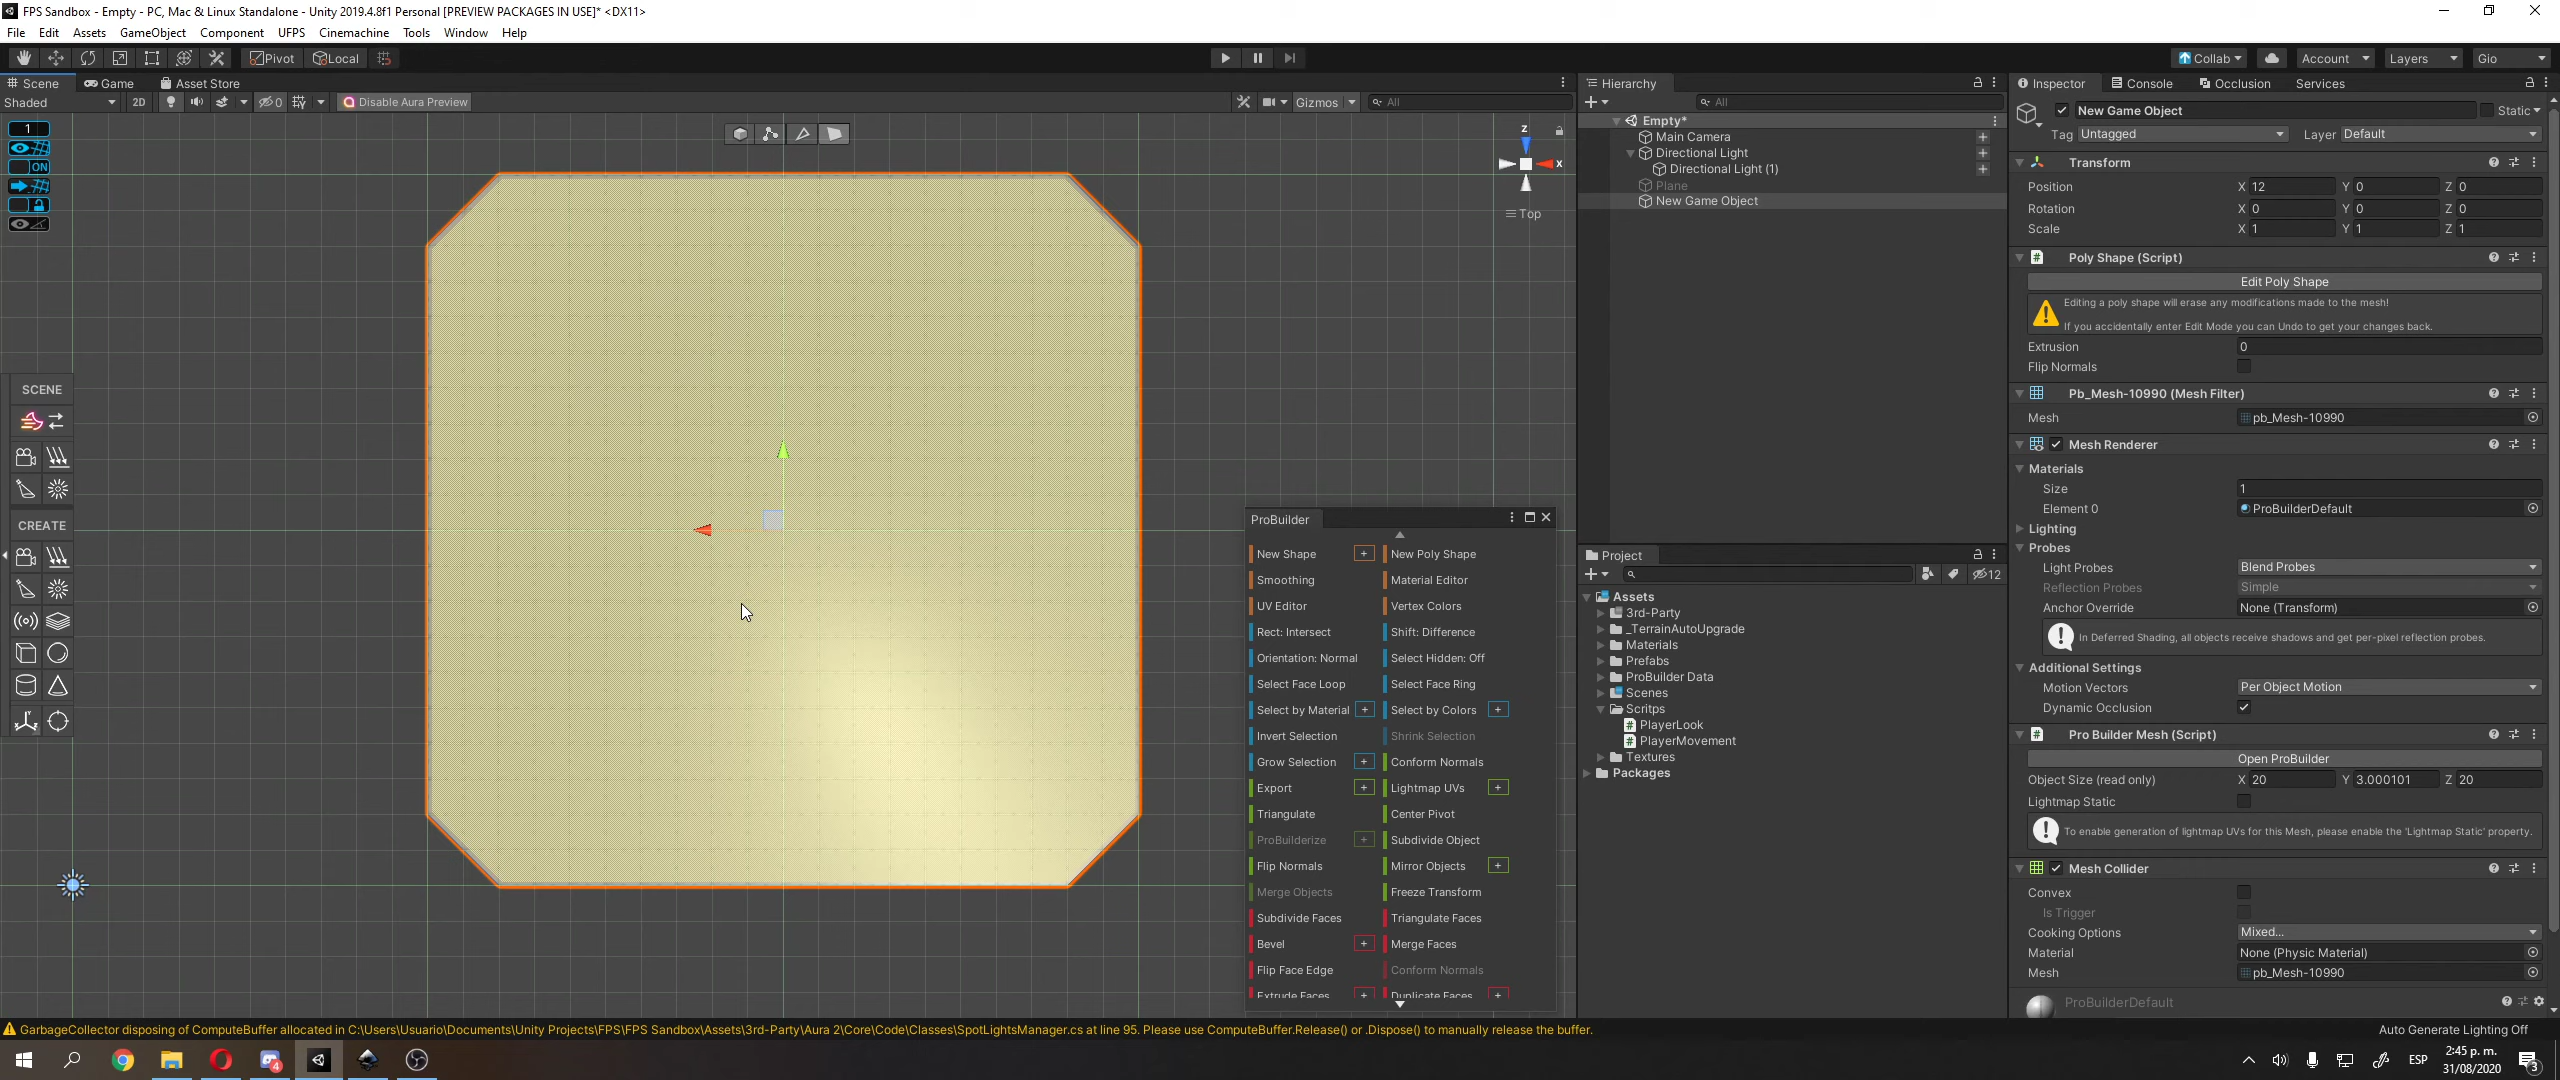 FPS Sandbox - Empty - PC, Mac & Linux Standalone - Unity 2019.4.8f1 Personal [PREVIEW PACKAGES IN USE]* <DX11>
File Edit Assets GameObject Component UFPS Cinemachine Tools Window Help
Pivot Local Collab Account Layers Gio
Scene Game Asset Store
Shaded 2D 0 Disable Aura Preview Gizmos All
1
ON
z
x
Top
SCENE
CREATE
Hierarchy
All
Empty*
Main Camera
Directional Light
Directional Light (1)
Plane
New Game Object
ProBuilder
New Shape + New Poly Shape
Smoothing Material Editor
UV Editor Vertex Colors
Rect: Intersect Shift: Difference
Orientation: Normal Select Hidden: Off
Select Face Loop Select Face Ring
Select by Material + Select by Colors +
Invert Selection Shrink Selection
Grow Selection + Conform Normals
Export + Lightmap UVs +
Triangulate Center Pivot
ProBuilderize + Subdivide Object
Flip Normals Mirror Objects +
Merge Objects Freeze Transform
Subdivide Faces Triangulate Faces
Bevel + Merge Faces
Flip Face Edge Conform Normals
Extrude Faces + Duplicate Faces +
Project
12
Assets
3rd-Party
_TerrainAutoUpgrade
Materials
Prefabs
ProBuilder Data
Scenes
Scritps
PlayerLook
PlayerMovement
Textures
Packages
Inspector Console Occlusion Services
New Game Object Static
Tag Untagged Layer Default
Transform
Position X 12 Y 0 Z 0
Rotation X 0 Y 0 Z 0
Scale X 1 Y 1 Z 1
Poly Shape (Script)
Edit Poly Shape
Editing a poly shape will erase any modifications made to the mesh!
If you accidentally enter Edit Mode you can Undo to get your changes back.
Extrusion 0
Flip Normals
Pb_Mesh-10990 (Mesh Filter)
Mesh pb_Mesh-10990
Mesh Renderer
Materials
Size 1
Element 0 ProBuilderDefault
Lighting
Probes
Light Probes Blend Probes
Reflection Probes Simple
Anchor Override None (Transform)
In Deferred Shading, all objects receive shadows and get per-pixel reflection probes.
Additional Settings
Motion Vectors Per Object Motion
Dynamic Occlusion
Pro Builder Mesh (Script)
Open ProBuilder
Object Size (read only) X 20 Y 3.000101 Z 20
Lightmap Static
To enable generation of lightmap UVs for this Mesh, please enable the 'Lightmap Static' property.
Mesh Collider
Convex
Is Trigger
Cooking Options Mixed...
Material None (Physic Material)
Mesh pb_Mesh-10990
ProBuilderDefault
GarbageCollector disposing of ComputeBuffer allocated in C:\Users\Usuario\Documents\Unity Projects\FPS\FPS Sandbox\Assets\3rd-Party\Aura 2\Core\Code\Classes\SpotLightsManager.cs at line 95. Please use ComputeBuffer.Release() or .Dispose() to manually release the buffer.
Auto Generate Lighting Off
4
ESP
2:45 p. m.
31/08/2020
3